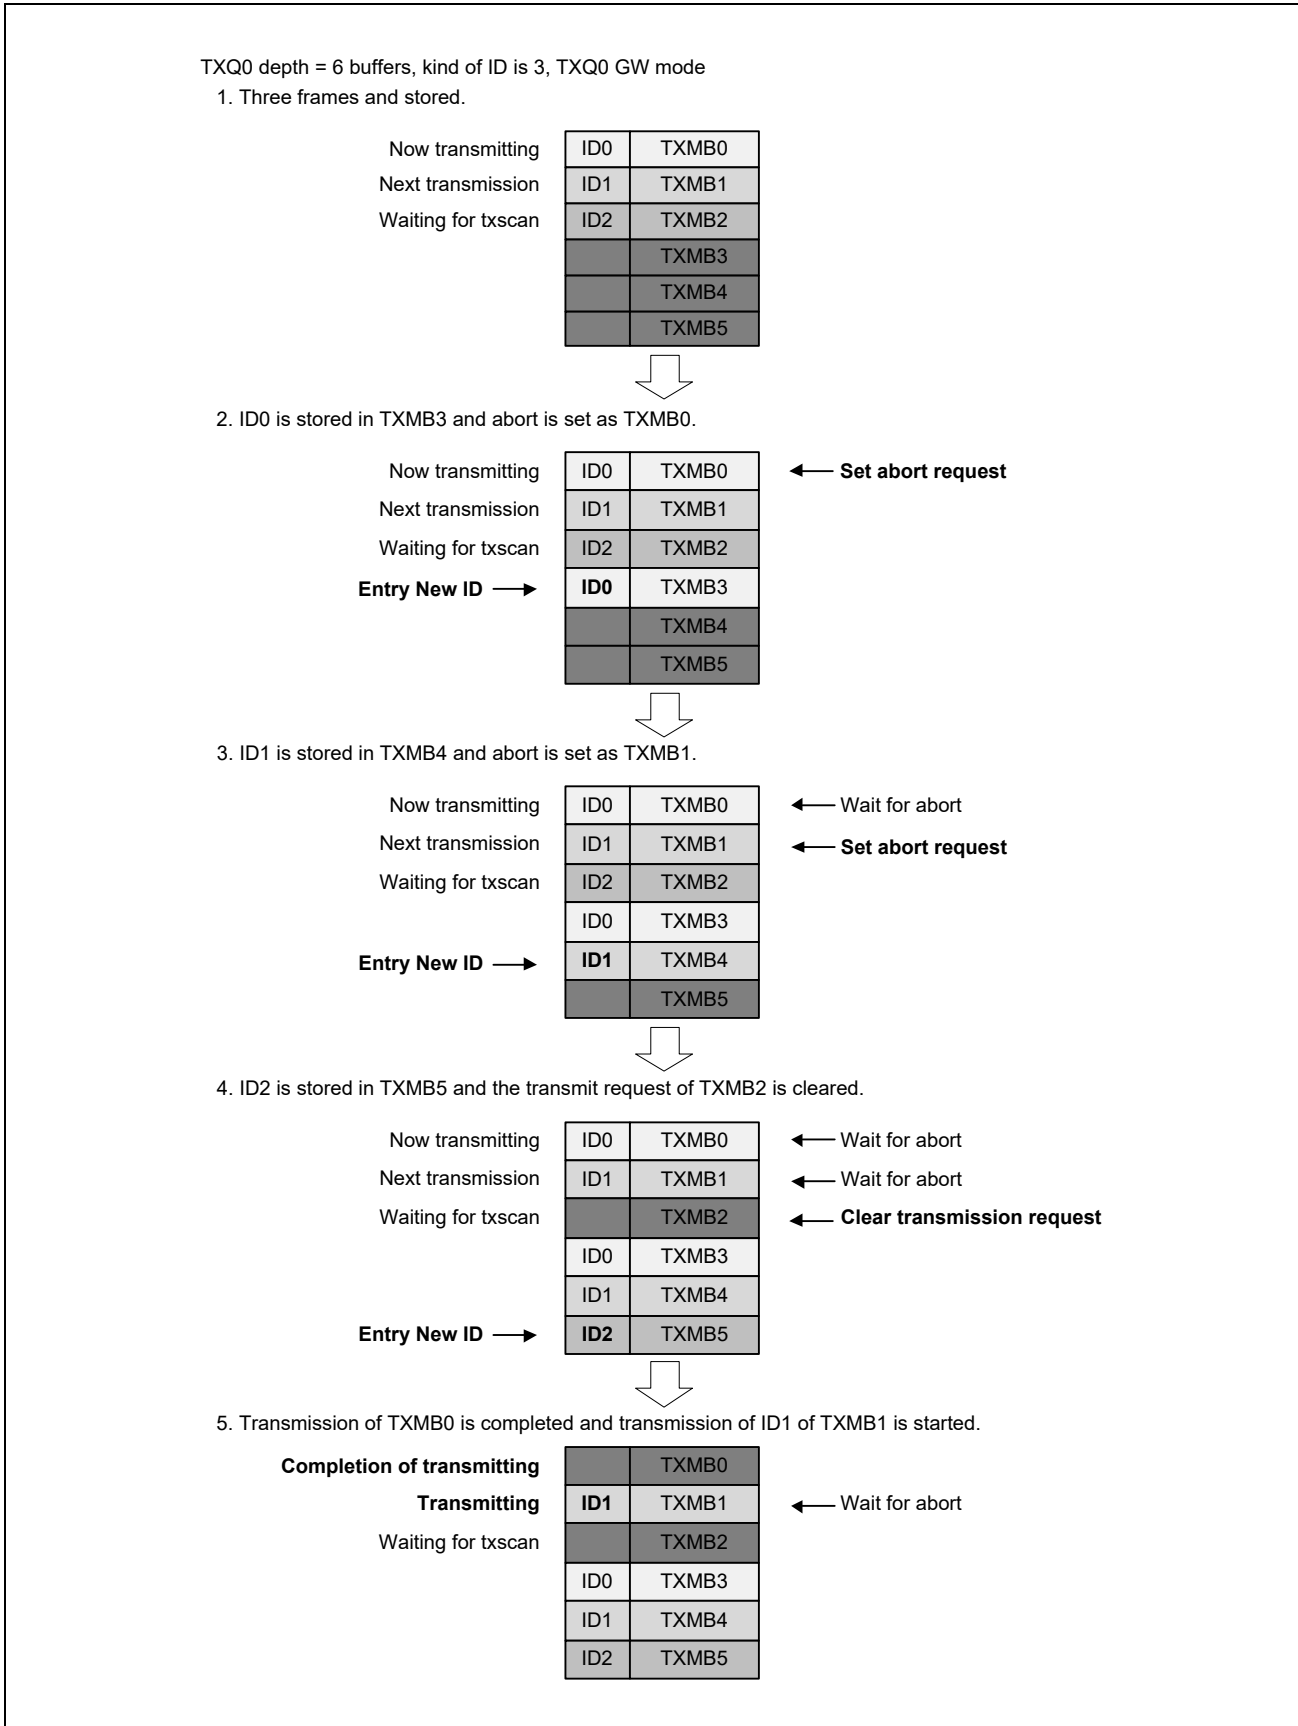 TXQ0 depth = 6 buffers, kind of ID is 3, TXQ0 GW mode
1. Three frames and stored.
Now transmitting ID0 TXMB0
Next transmission ID1 TXMB1
Waiting for txscan ID2 TXMB2
TXMB3
TXMB4
TXMB5
2. ID0 is stored in TXMB3 and abort is set as TXMB0.
Now transmitting ID0 TXMB0 Set abort request
Next transmission ID1 TXMB1
Waiting for txscan ID2 TXMB2
Entry New ID ID0 TXMB3
TXMB4
TXMB5
3. ID1 is stored in TXMB4 and abort is set as TXMB1.
Now transmitting ID0 TXMB0 Wait for abort
Next transmission ID1 TXMB1 Set abort request
Waiting for txscan ID2 TXMB2
ID0 TXMB3
Entry New ID ID1 TXMB4
TXMB5
4. ID2 is stored in TXMB5 and the transmit request of TXMB2 is cleared.
Now transmitting ID0 TXMB0 Wait for abort
Next transmission ID1 TXMB1 Wait for abort
Waiting for txscan TXMB2 Clear transmission request
ID0 TXMB3
ID1 TXMB4
Entry New ID ID2 TXMB5
5. Transmission of TXMB0 is completed and transmission of ID1 of TXMB1 is started.
Completion of transmitting TXMB0
Transmitting ID1 TXMB1 Wait for abort
Waiting for txscan TXMB2
ID0 TXMB3
ID1 TXMB4
ID2 TXMB5